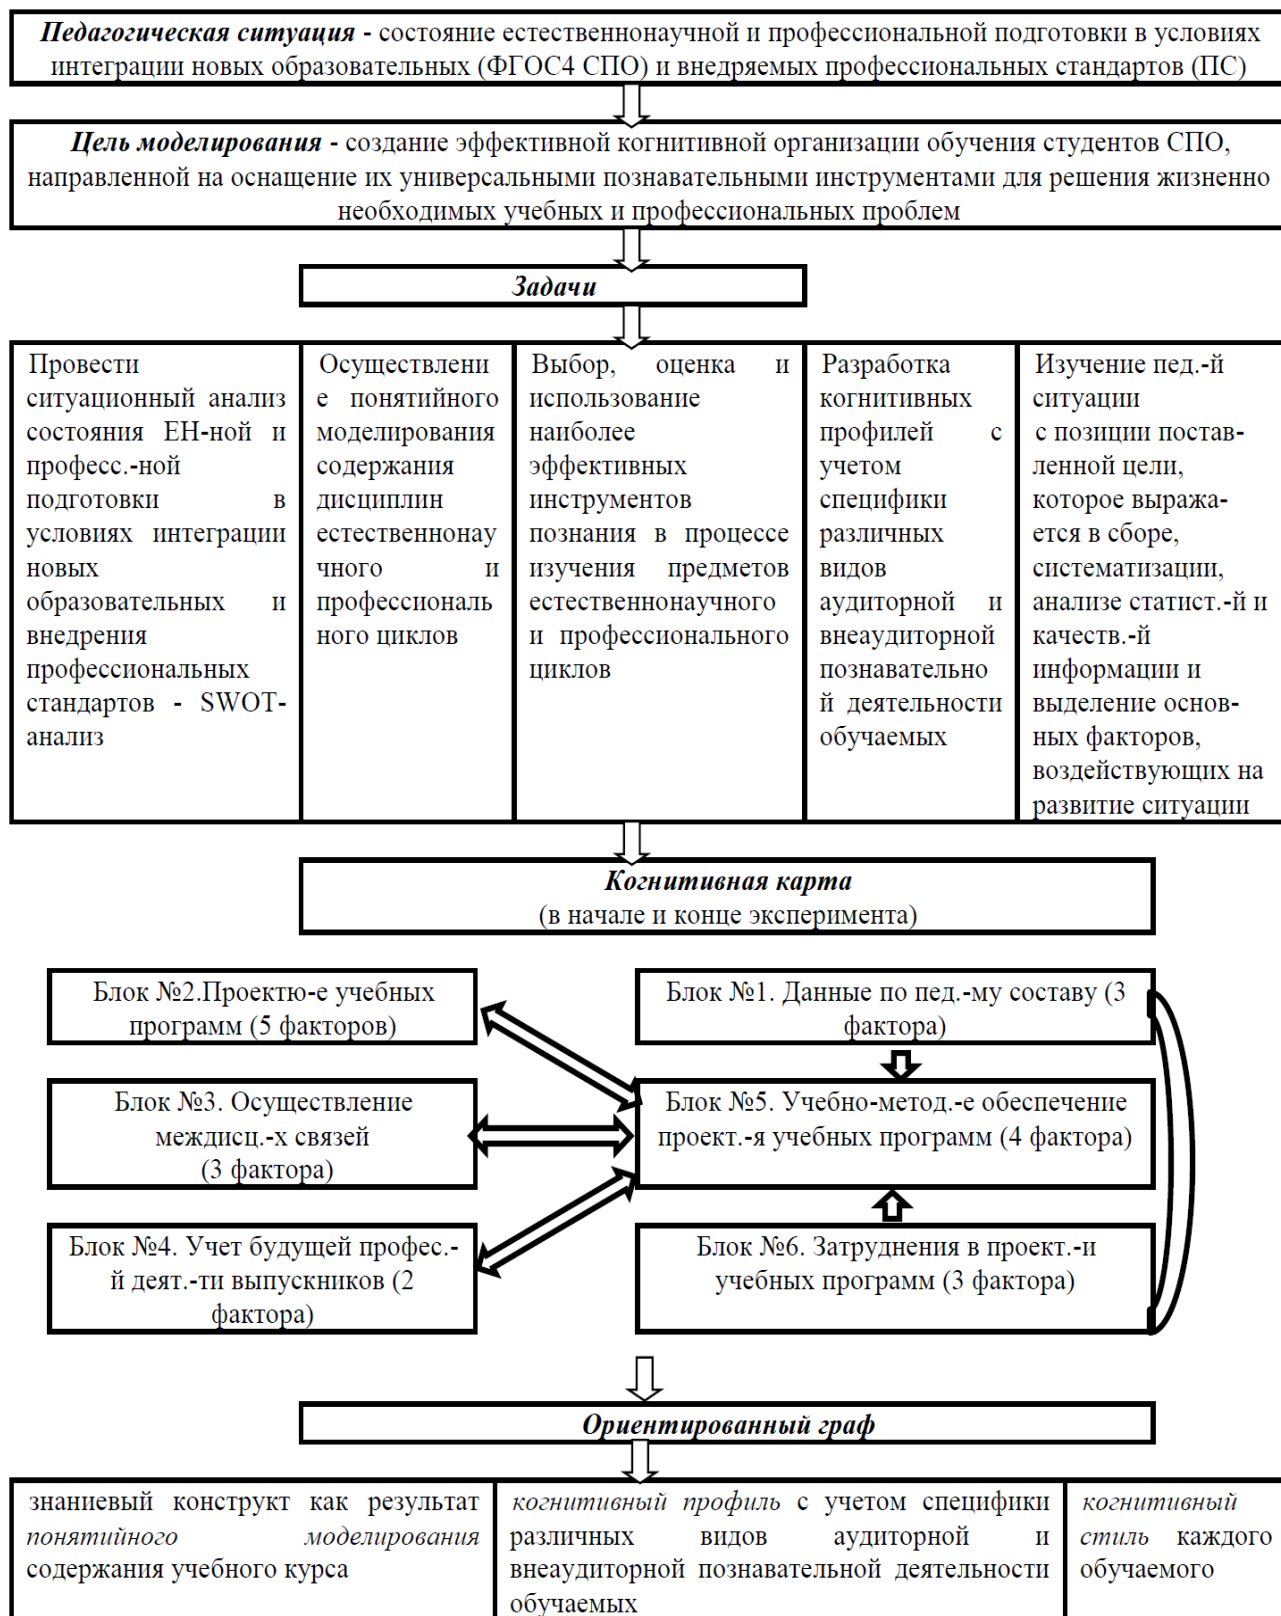 Педагогическая ситуация - состояние естественнонаучной и профессиональной подготовки в условиях
интеграции новых образовательных (ФГОС4 СПО) и внедряемых профессиональных стандартов (ПС)
Цель моделирования - создание эффективной когнитивной организации обучения студентов СПО,
направленной на оснащение их универсальными познавательными инструментами для решения жизненно
необходимых учебных и профессиональных проблем
Задачи
Провести
ситуационный анализ
состояния ЕН-ной и
професс.-ной
подготовки в
условиях интеграции
новых
образовательных и
внедрения
профессиональных
стандартов - SWOT-
анализ
Осуществлени
е понятийного
моделирования
содержания
дисциплин
естественнонау
чного и
профессиональ
ного циклов
Выбор, оценка и
использование
наиболее
эффективных
инструментов
познания в процессе
изучения предметов
естественнонаучного
и профессионального
циклов
Разработка
когнитивных
профилей с
учетом
специфики
различных
видов
аудиторной и
внеаудиторной
познавательно
й деятельности
обучаемых
Изучение пед.-й
ситуации
с позиции постав-
ленной цели,
которое выража-
ется в сборе,
систематизации,
анализе статист.-й и
качеств.-й
информации и
выделение основ-
ных факторов,
воздействующих на
развитие ситуации
Когнитивная карта
(в начале и конце эксперимента)
Блок №2.Проектю-е учебных
программ (5 факторов)
Блок №1. Данные по пед.-му составу (3
фактора)
Блок №3. Осуществление
междисц.-х связей
(3 фактора)
Блок №5. Учебно-метод.-е обеспечение
проект.-я учебных программ (4 фактора)
Блок №4. Учет будущей профес.-
й деят.-ти выпускников (2
фактора)
Блок №6. Затруднения в проект.-и
учебных программ (3 фактора)
Ориентированный граф
знаниевый конструкт как результат
понятийного моделирования
содержания учебного курса
когнитивный профиль с учетом специфики
различных видов аудиторной и
внеаудиторной познавательной деятельности
обучаемых
когнитивный
стиль каждого
обучаемого